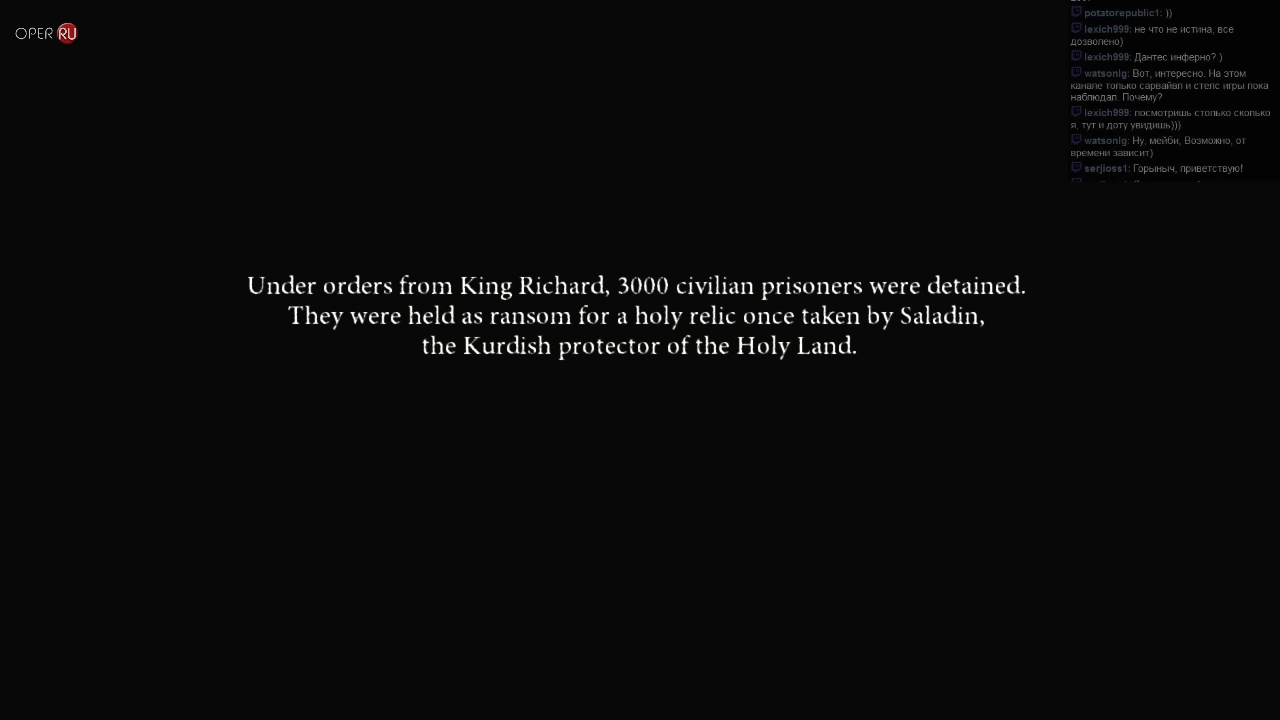 OPER RU
potatorepublic1: ))
lexich999: не что не истина, все
дозволено)
lexich999: Дантес инферно? )
watsonlg: Вот, интересно. На этом
канале только сарвайвл и стелс игры пока
наблюдал. Почему?
lexich999: посмотришь столько сколько
я, тут и доту увидишь)))
watsonlg: Ну, мейби, Возможно, от
времени зависит)
serjioss1: Горыныч, приветствую!
Under orders from King Richard, 3000 civilian prisoners were detained.
They were held as ransom for a holy relic once taken by Saladin,
the Kurdish protector of the Holy Land.